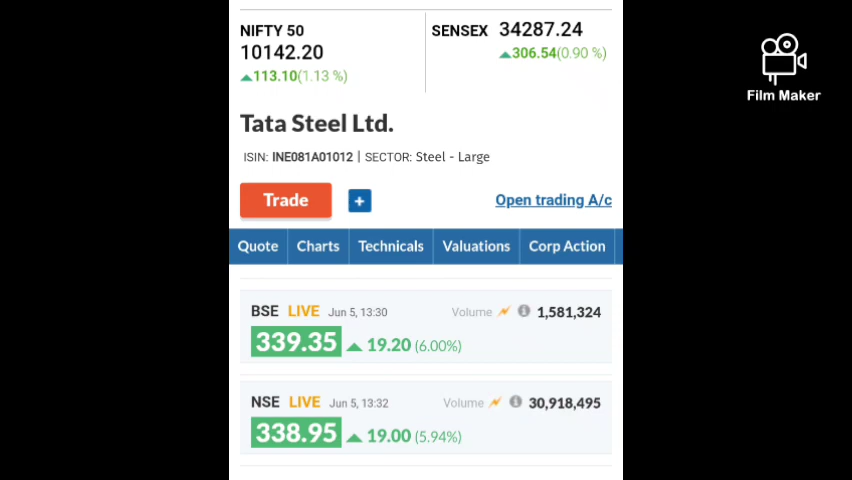 NIFTY 50
10142.20
113.10(1.13 %)
SENSEX 34287.24
306.54(0.90 %)
Film Maker
Tata Steel Ltd.
ISIN: INE081A01012 | SECTOR: Steel - Large
Trade + Open trading A/c
Quote Charts Technicals Valuations Corp Action
BSE LIVE Jun 5, 13:30 Volume 1,581,324
339.35 19.20 (6.00%)
NSE LIVE Jun 5, 13:32 Volume 30,918,495
338.95 19.00 (5.94%)